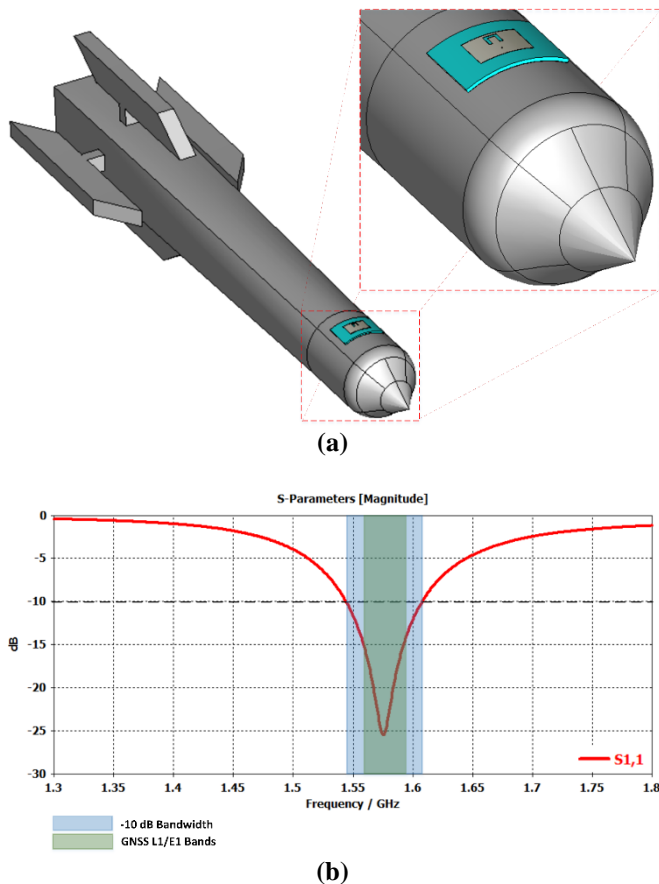 (a)
S-Parameters [Magnitude]
0
-5
-10
-15
-20
-25
-30
dB
1.3 1.35 1.4 1.45 1.5 1.55 1.6 1.65 1.7 1.75 1.8
Frequency / GHz
S1,1
-10 dB Bandwidth
GNSS L1/E1 Bands
(b)